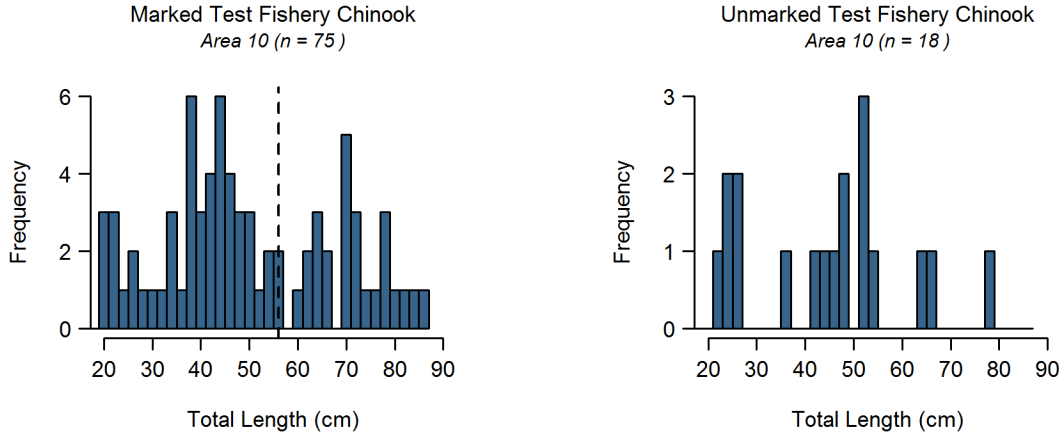 Marked Test Fishery Chinook
Area 10 (n = 75 )
6
4
2
0
Frequency
20 30 40 50 60 70 80 90
Total Length (cm)
Unmarked Test Fishery Chinook
Area 10 (n = 18 )
3
2
1
0
Frequency
20 30 40 50 60 70 80 90
Total Length (cm)